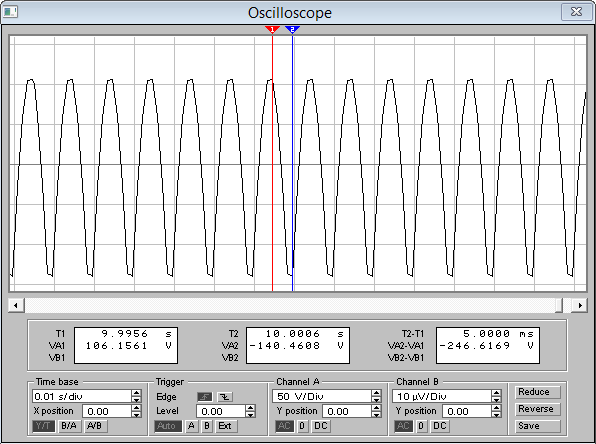 Oscilloscope
1 2
T1 9.9956 s T2 10.0006 s T2-T1 5.0000 ms
VA1 106.1561 V VA2 -140.4608 V VA2-VA1 -246.6169 V
VB1 VB2 VB2-VB1
Time base Trigger Channel A Channel B
0.01 s/div Edge 50 V/Div 10 µV/Div Reduce
X position 0.00 Level 0.00 Y position 0.00 Y position 0.00 Reverse
Y/T B/A A/B Auto A B Ext AC 0 DC AC 0 DC Save